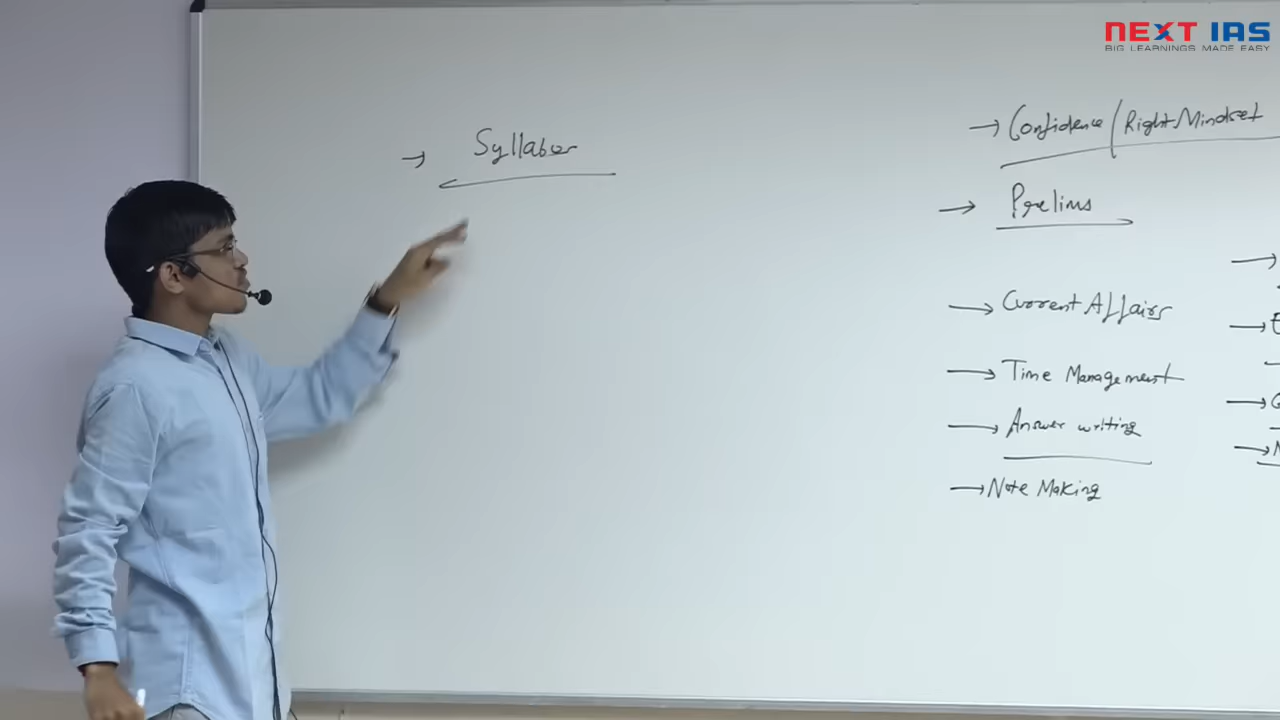 NEXT IAS
BIG LEARNINGS MADE EASY
→ Syllabus
→ Confidence / Right Mindset
→ Prelims
→ Current Affairs
→ Time Management
→ Answer writing
→ Note Making